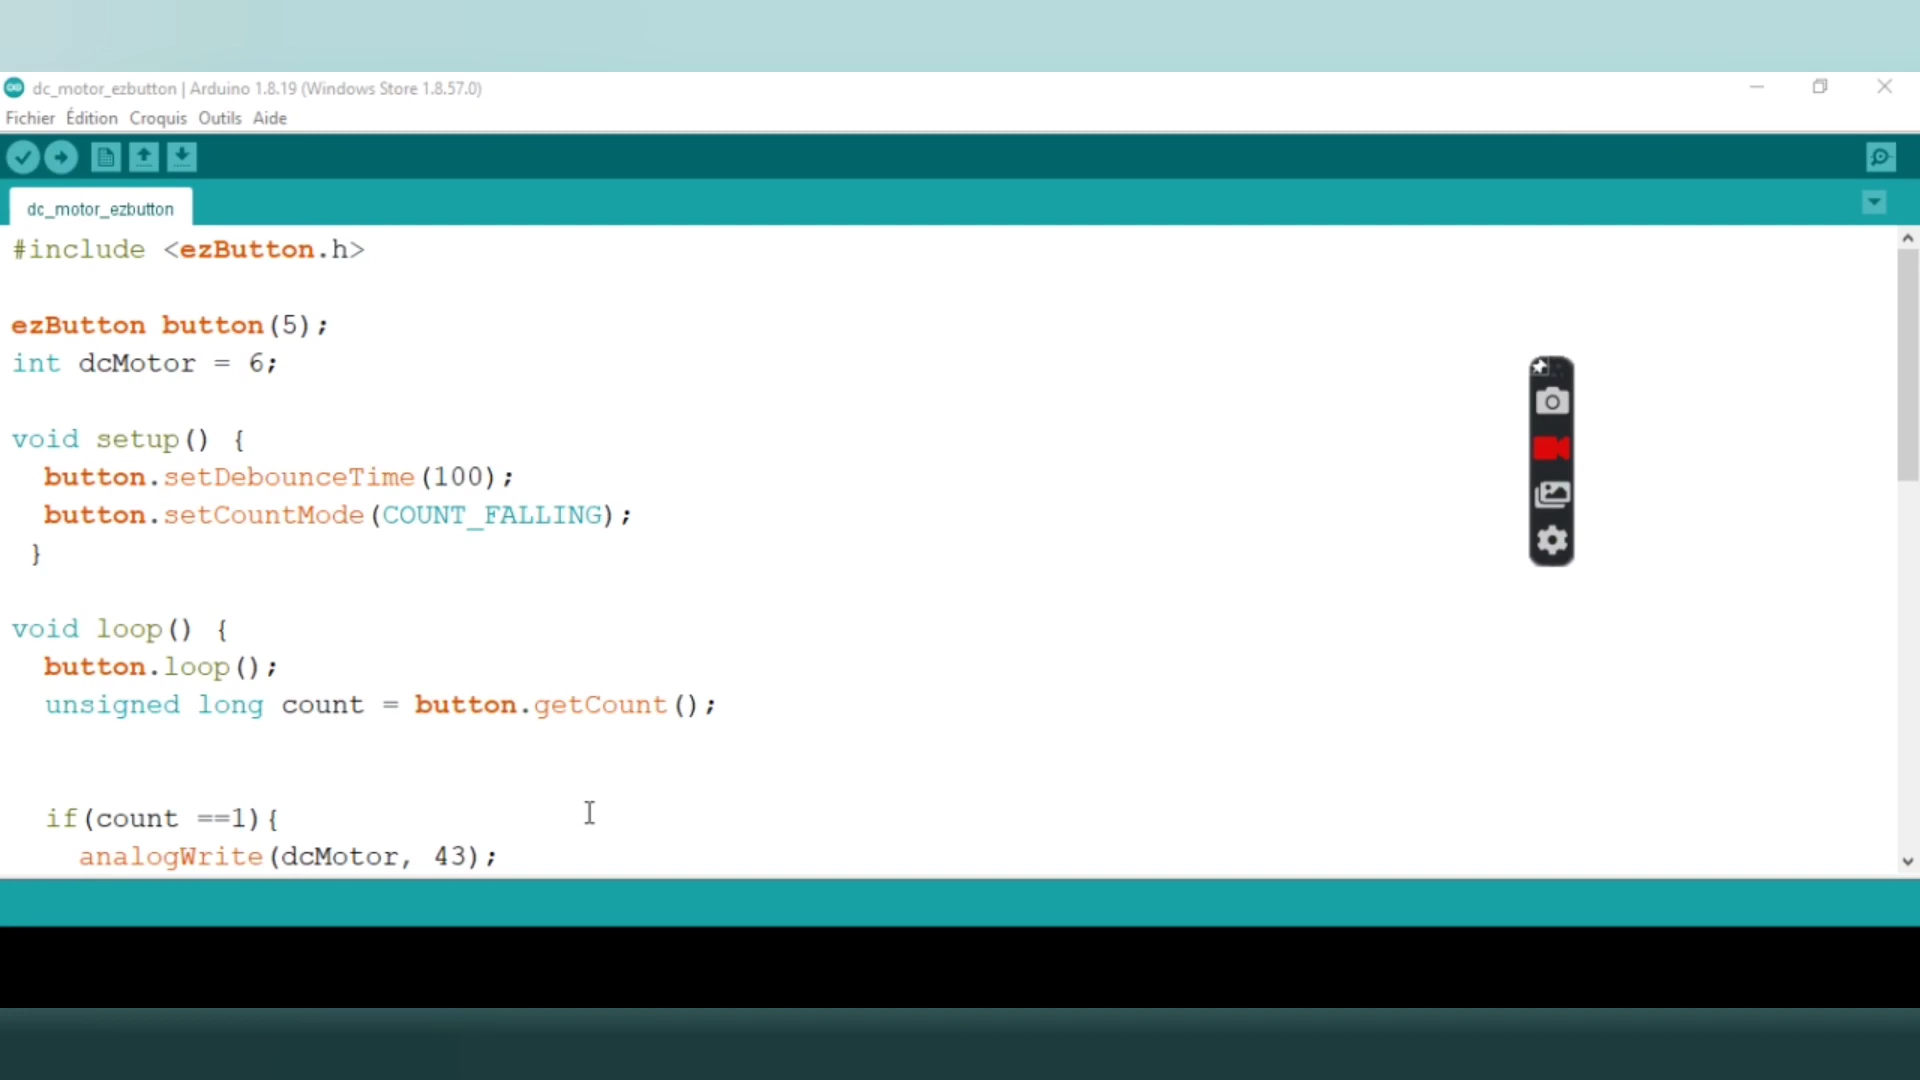 dc_motor_ezbutton | Arduino 1.8.19 (Windows Store 1.8.57.0)
Fichier Édition Croquis Outils Aide
dc_motor_ezbutton
#include <ezButton.h>
ezButton button(5);
int dcMotor = 6;
void setup() {
button.setDebounceTime(100);
button.setCountMode(COUNT_FALLING);
}
void loop() {
button.loop();
unsigned long count = button.getCount();
if(count ==1){
analogWrite(dcMotor, 43);